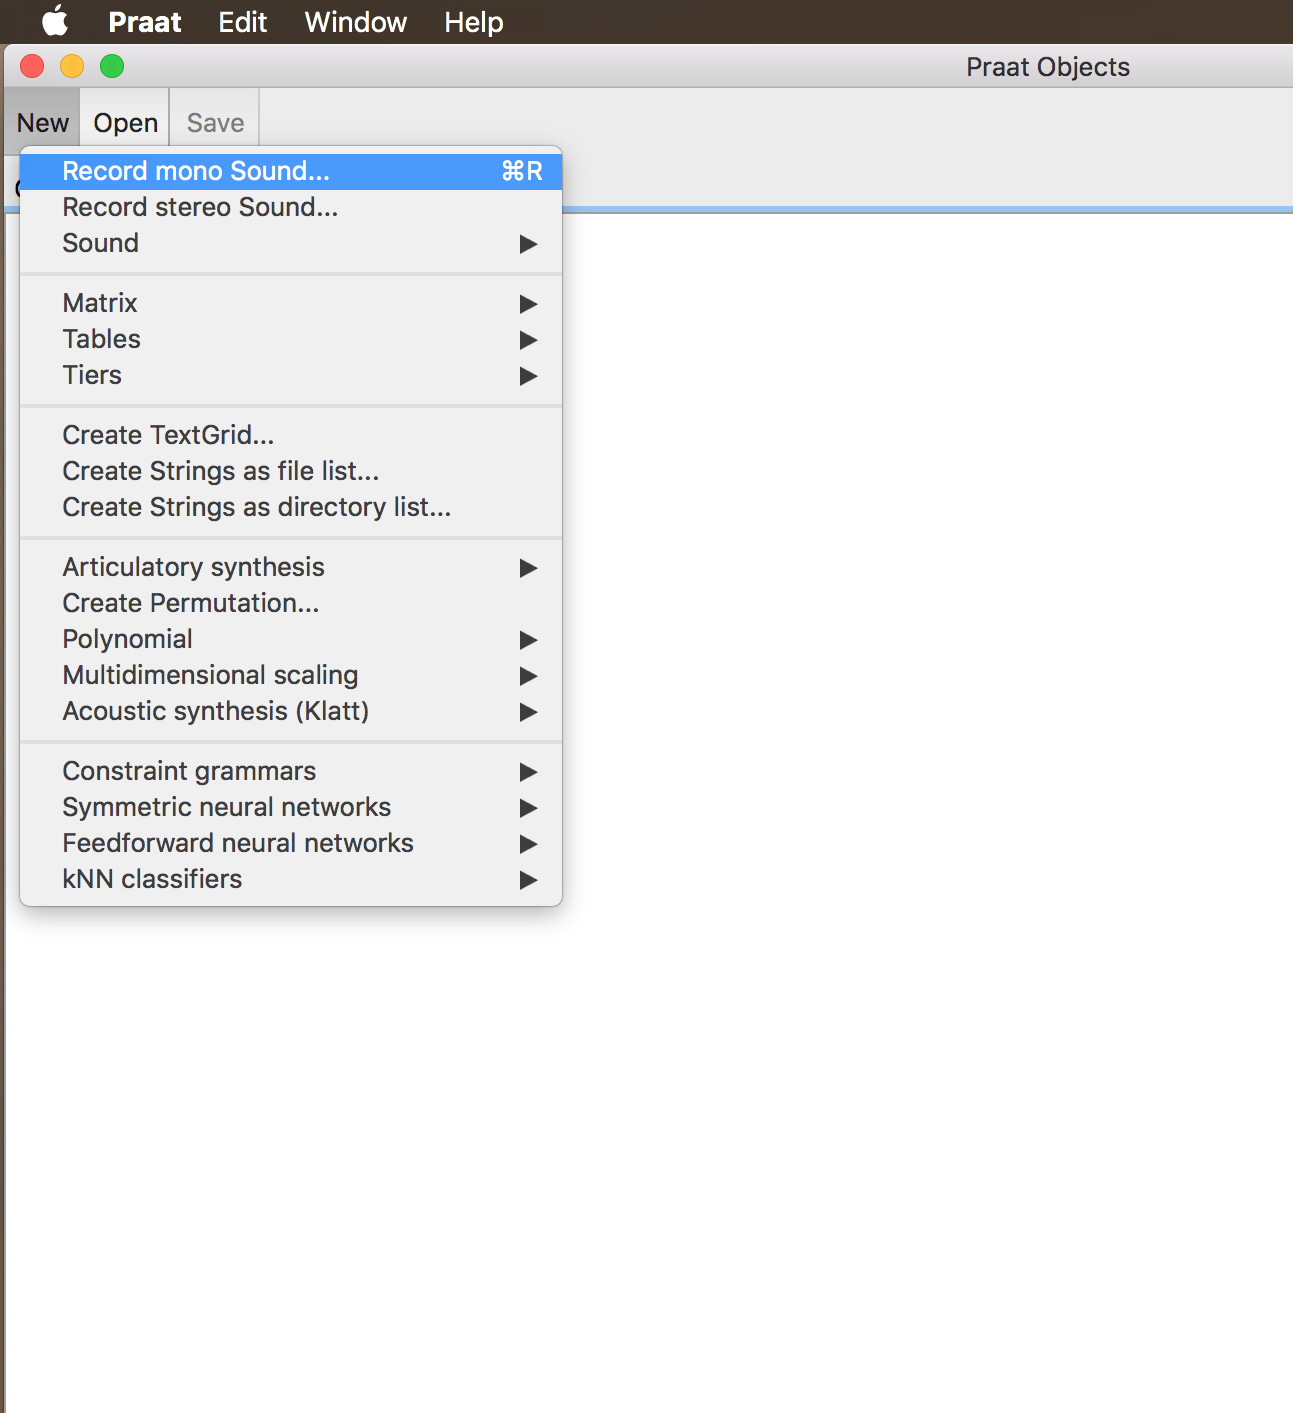 Praat Edit Window Help
Praat Objects
New Open Save
Record mono Sound... ⌘R
Record stereo Sound...
Sound
Matrix
Tables
Tiers
Create TextGrid...
Create Strings as file list...
Create Strings as directory list...
Articulatory synthesis
Create Permutation...
Polynomial
Multidimensional scaling
Acoustic synthesis (Klatt)
Constraint grammars
Symmetric neural networks
Feedforward neural networks
kNN classifiers